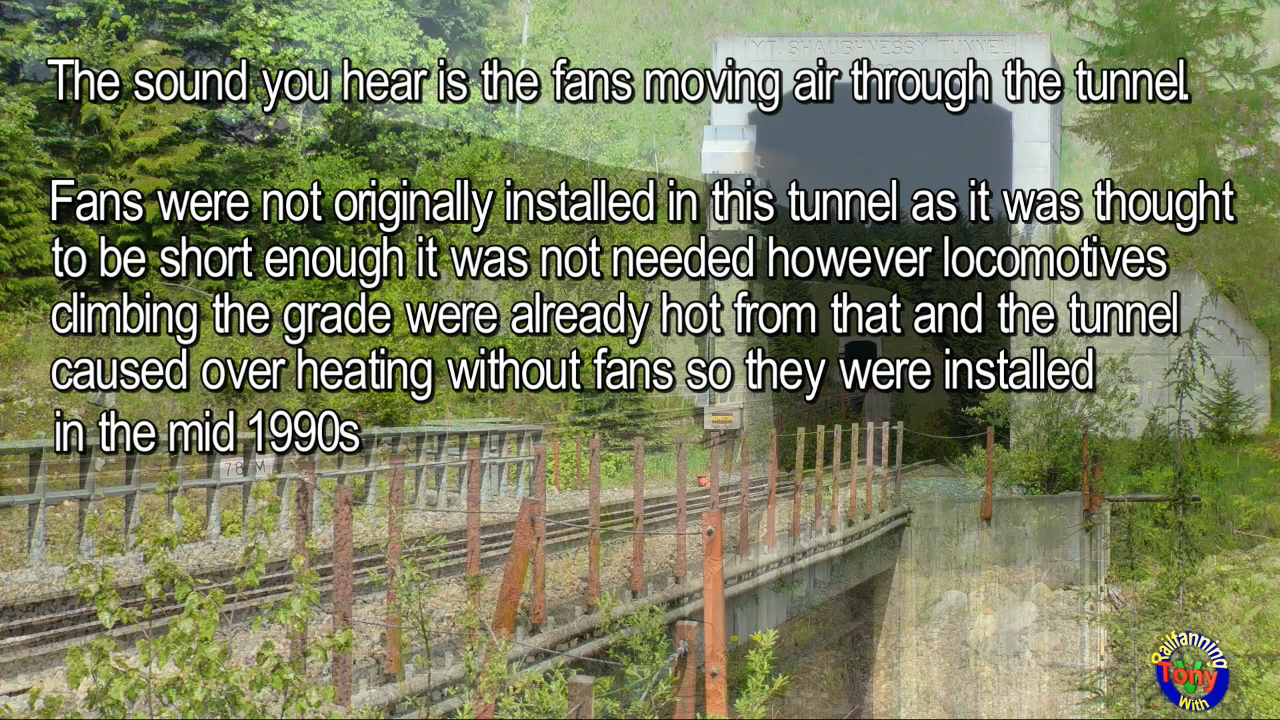 MT. SHAUGHNESSY TUNNEL
The sound you hear is the fans moving air through the tunnel.
Fans were not originally installed in this tunnel as it was thought
to be short enough it was not needed however locomotives
climbing the grade were already hot from that and the tunnel
caused over heating without fans so they were installed
in the mid 1990s
Railfanning
Tony
With